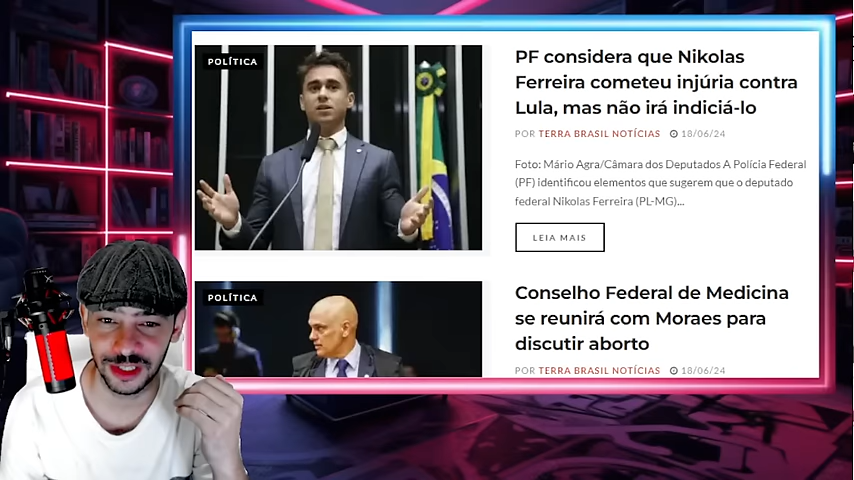 POLÍTICA
PF considera que Nikolas
Ferreira cometeu injúria contra
Lula, mas não irá indiciá-lo
POR TERRA BRASIL NOTÍCIAS 18/06/24
Foto: Mário Agra/Câmara dos Deputados A Polícia Federal
(PF) identificou elementos que sugerem que o deputado
federal Nikolas Ferreira (PL-MG)...
LEIA MAIS
POLÍTICA
Conselho Federal de Medicina
se reunirá com Moraes para
discutir aborto
POR TERRA BRASIL NOTÍCIAS 18/06/24